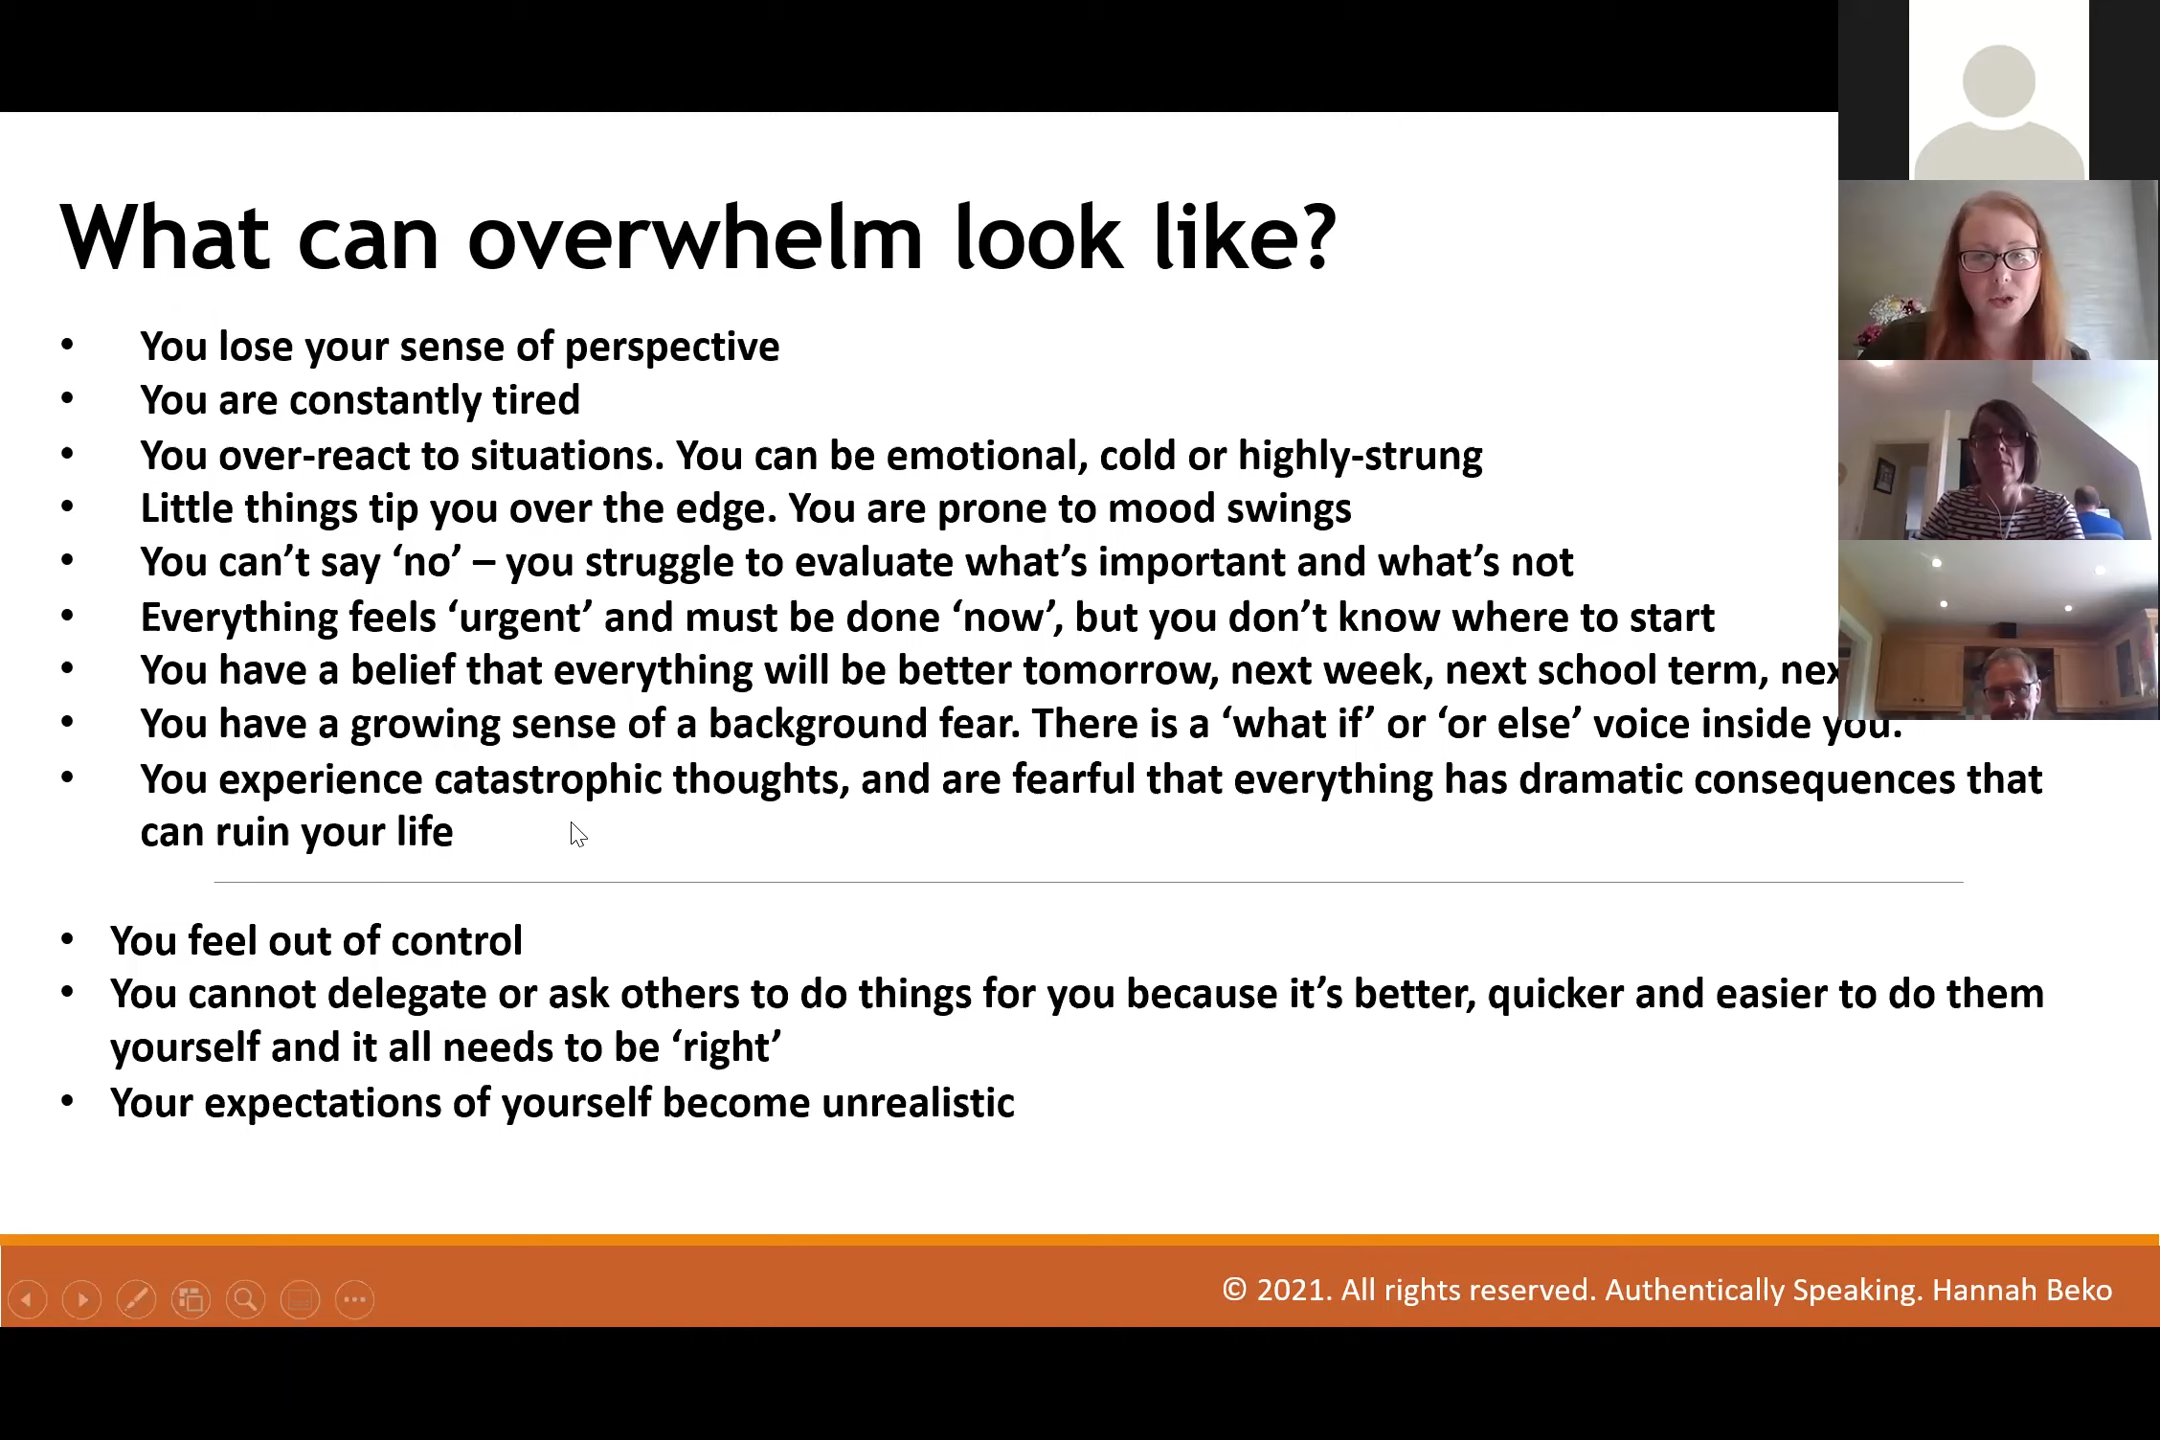 What can overwhelm look like?
• You lose your sense of perspective
• You are constantly tired
• You over-react to situations. You can be emotional, cold or highly-strung
• Little things tip you over the edge. You are prone to mood swings
• You can’t say ‘no’ – you struggle to evaluate what’s important and what’s not
• Everything feels ‘urgent’ and must be done ‘now’, but you don’t know where to start
• You have a belief that everything will be better tomorrow, next week, next school term,
• You have a growing sense of a background fear. There is a ‘what if’ or ‘or else’ voice inside you.
• You experience catastrophic thoughts, and are fearful that everything has dramatic consequences that
can ruin your life
• You feel out of control
• You cannot delegate or ask others to do things for you because it’s better, quicker and easier to do them
yourself and it all needs to be ‘right’
• Your expectations of yourself become unrealistic
© 2021. All rights reserved. Authentically Speaking. Hannah Beko